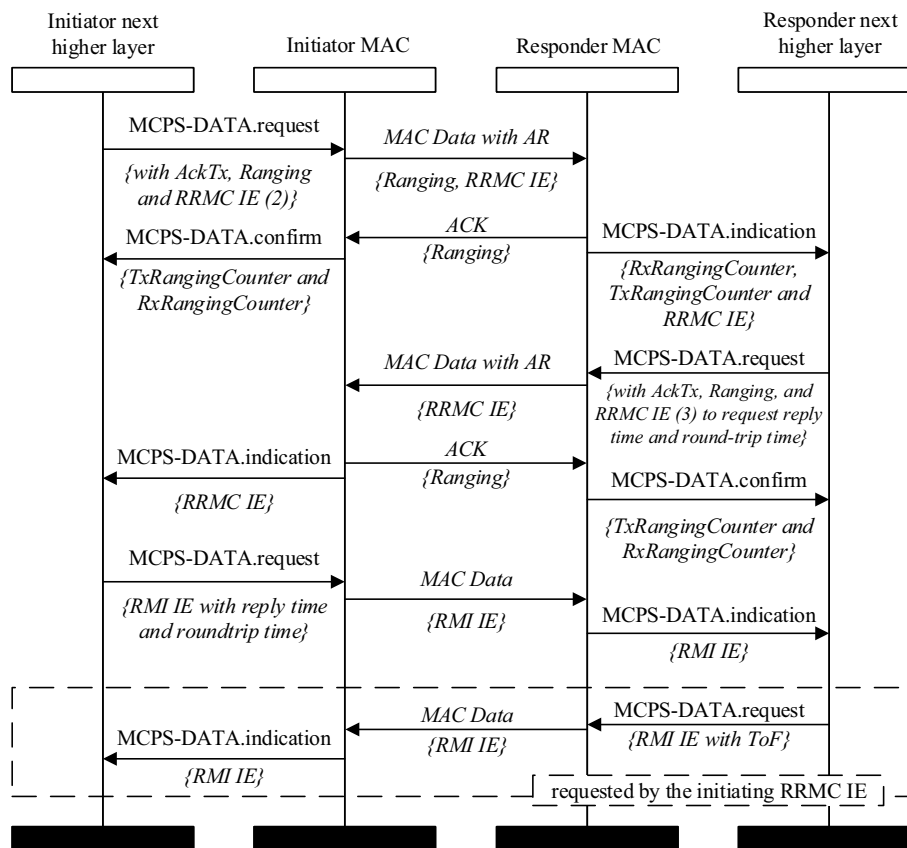 Initiator next
higher layer
Initiator MAC
Responder MAC
Responder next
higher layer
MCPS-DATA.request
{with AckTx, Ranging
and RRMC IE (2)}
MAC Data with AR
{Ranging, RRMC IE}
ACK
{Ranging}
MCPS-DATA.confirm
{TxRangingCounter and
RxRangingCounter}
MCPS-DATA.indication
{RxRangingCounter,
TxRangingCounter and
RRMC IE}
MCPS-DATA.request
{with AckTx, Ranging, and
RRMC IE (3) to request reply
time and round-trip time}
MAC Data with AR
{RRMC IE}
ACK
{Ranging}
MCPS-DATA.indication
{RRMC IE}
MCPS-DATA.confirm
{TxRangingCounter and
RxRangingCounter}
MCPS-DATA.request
{RMI IE with reply time
and roundtrip time}
MAC Data
{RMI IE}
MCPS-DATA.indication
{RMI IE}
MCPS-DATA.request
{RMI IE with ToF}
MAC Data
{RMI IE}
MCPS-DATA.indication
{RMI IE}
requested by the initiating RRMC IE